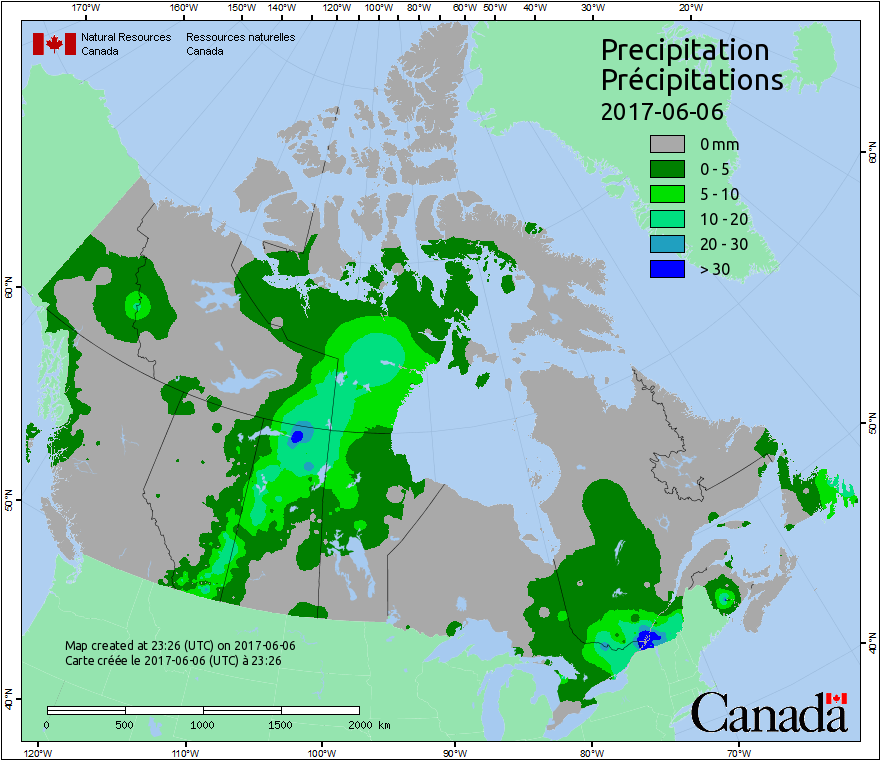 170°W 160°W 150°W 140°W 130°W 120°W 110°W 100°W 90°W 80°W 70°W 60°W 50°W 40°W 30°W 20°W
Natural Resources Ressources naturelles
Canada Canada
Precipitation
Précipitations
2017-06-06
0 mm
0 - 5
5 - 10
10 - 20
20 - 30
> 30
60°N
60°N
50°N
50°N
40°N
40°N
Map created at 23:26 (UTC) on 2017-06-06
Carte créée le 2017-06-06 (UTC) à 23:26
0 500 1000 1500 2000 km
Canada
120°W 110°W 100°W 90°W 80°W 70°W